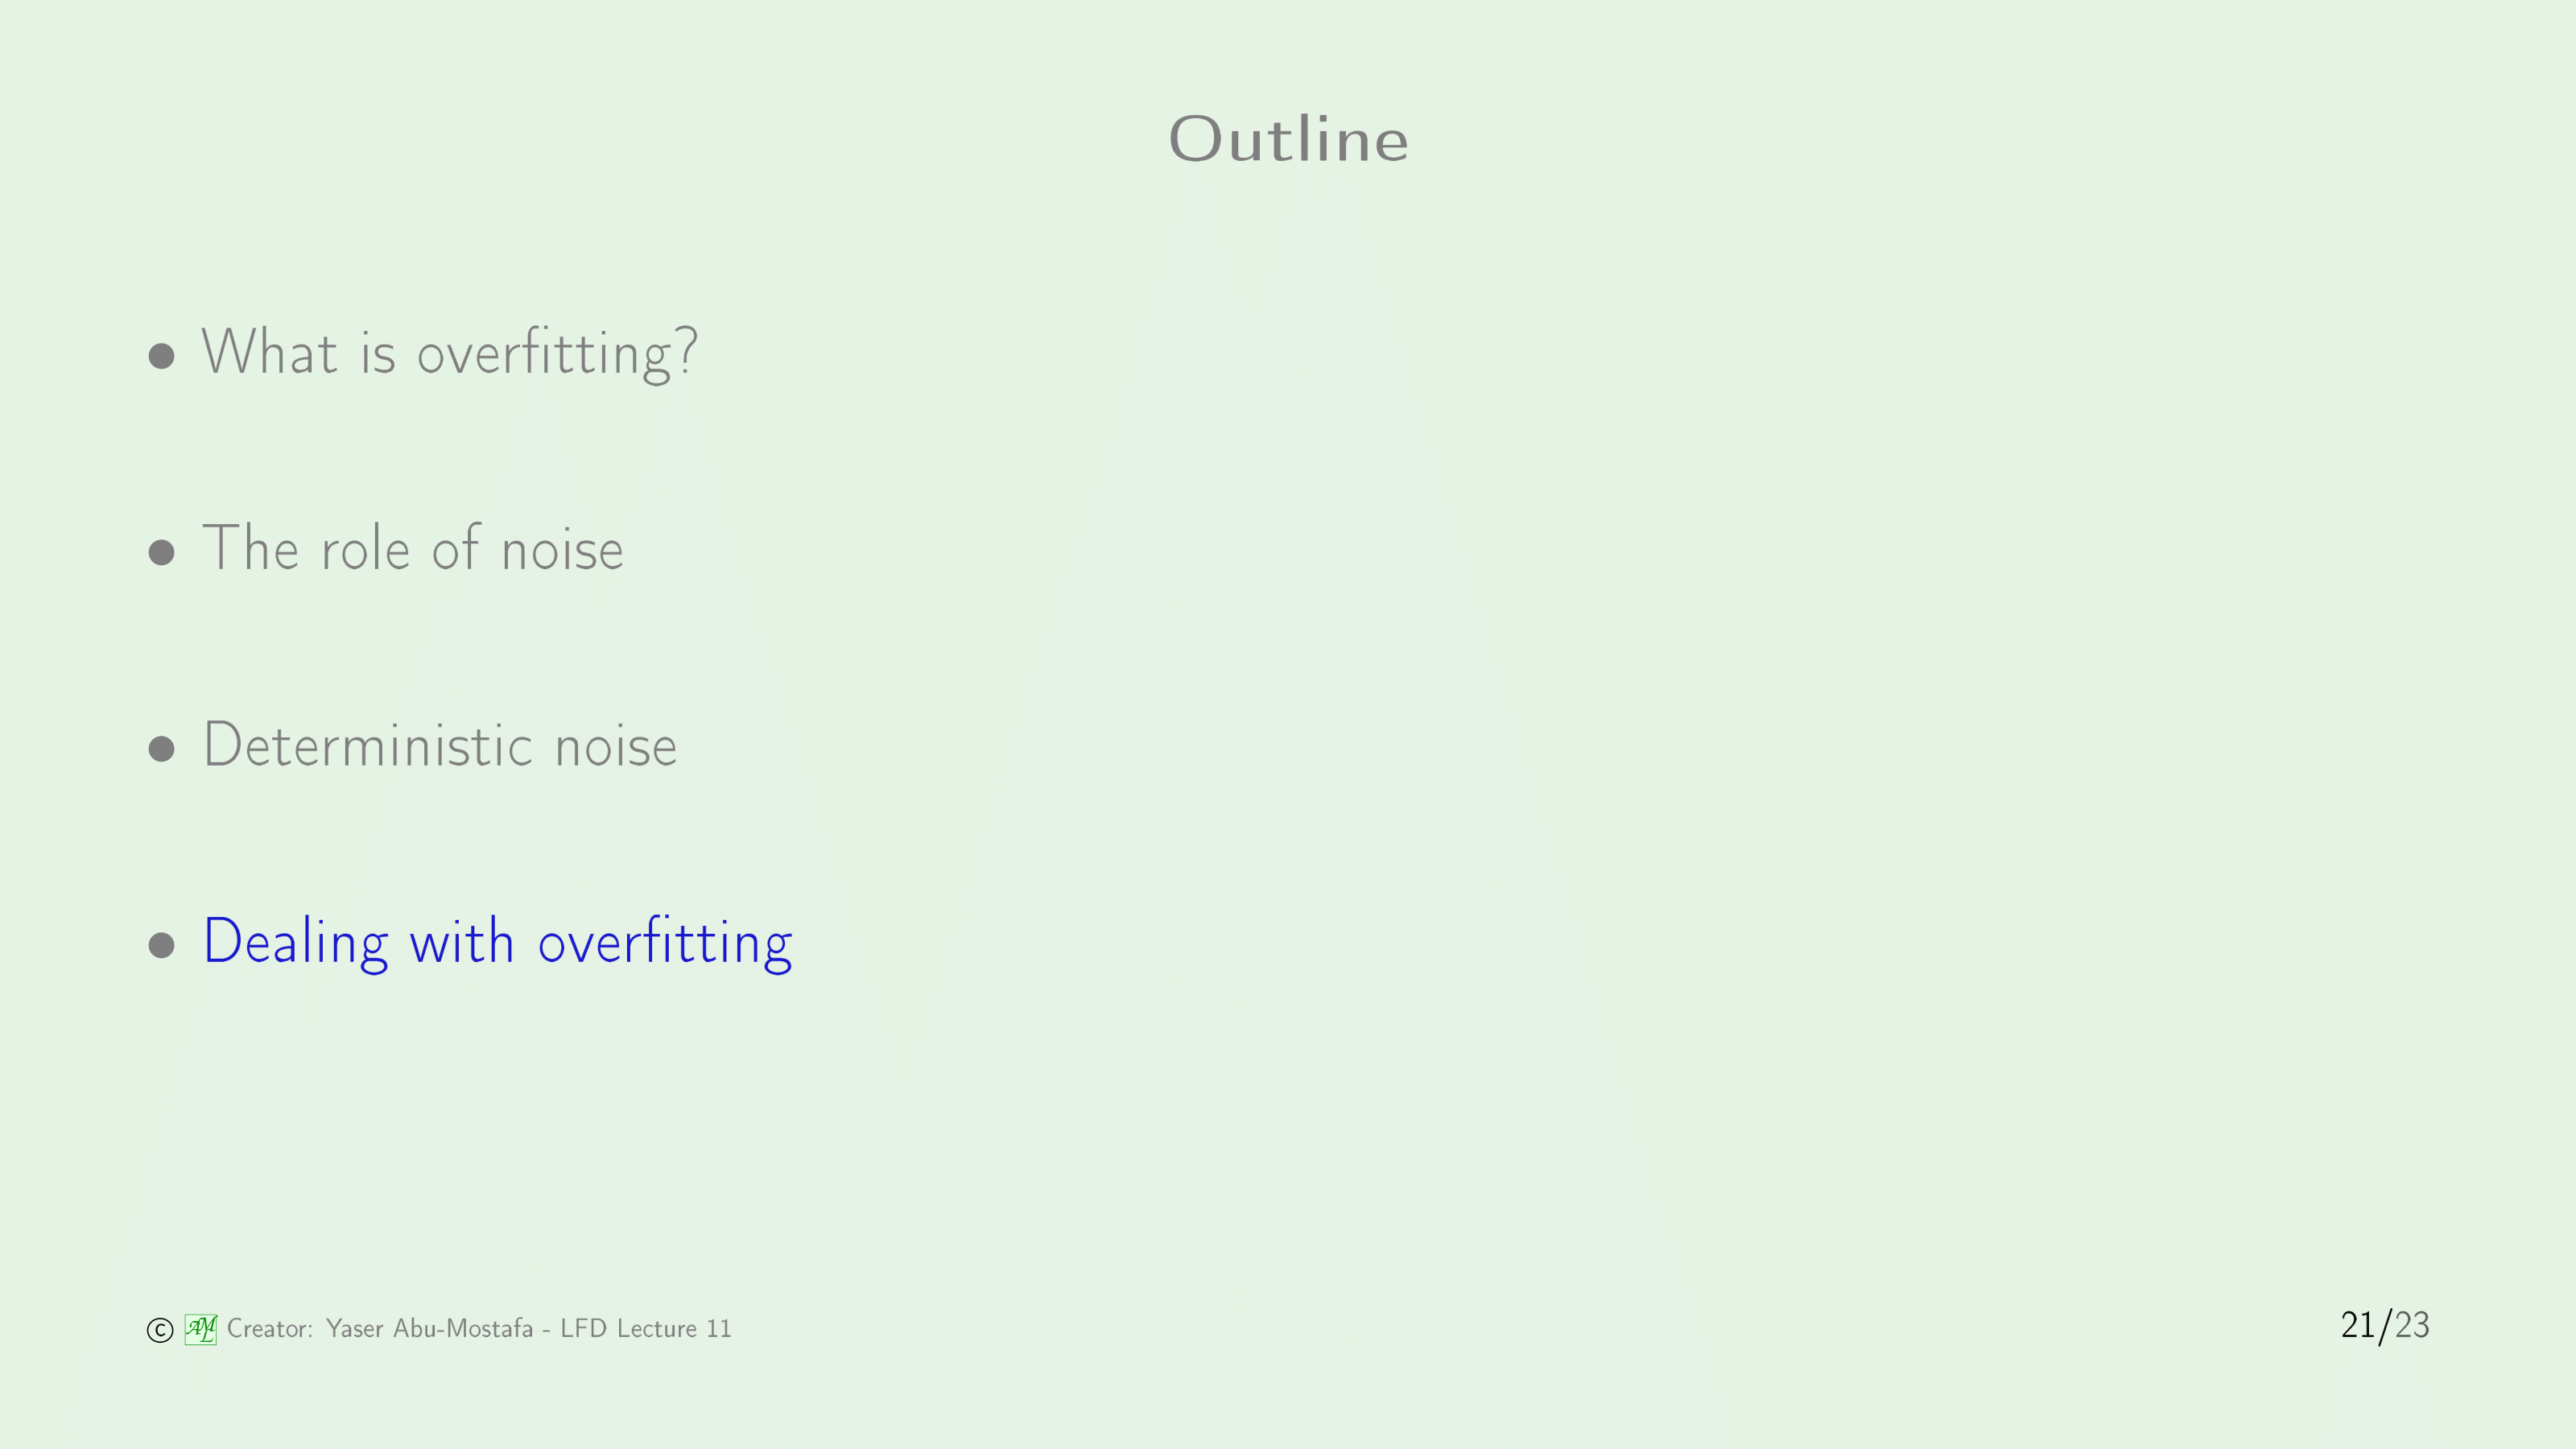 Outline
• What is overfitting?
• The role of noise
• Deterministic noise
• Dealing with overfitting
© AML Creator: Yaser Abu-Mostafa - LFD Lecture 11
21/23